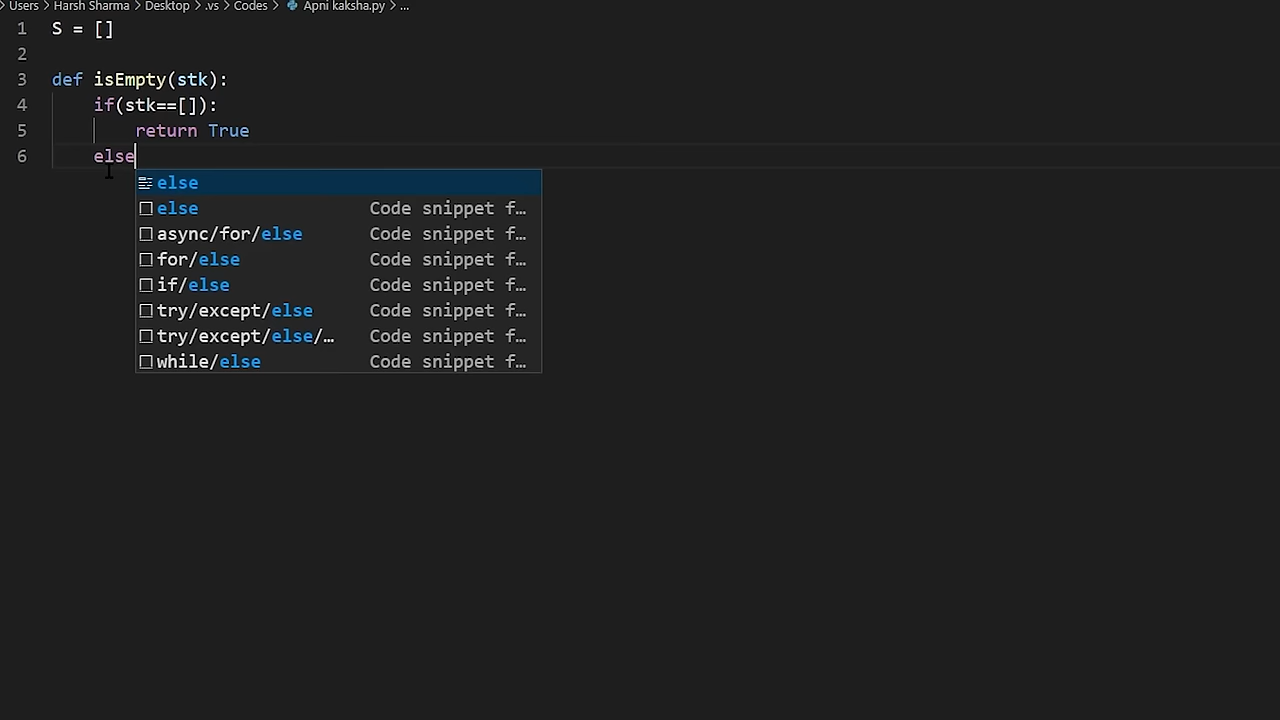 Users > Harsh Sharma > Desktop > .vs > Codes > Apni kaksha.py > ...
1 S = []
2
3 def isEmpty(stk):
4 if(stk==[]):
5 return True
6 else
else
else Code snippet f…
async/for/else Code snippet f…
for/else Code snippet f…
if/else Code snippet f…
try/except/else Code snippet f…
try/except/else/… Code snippet f…
while/else Code snippet f…